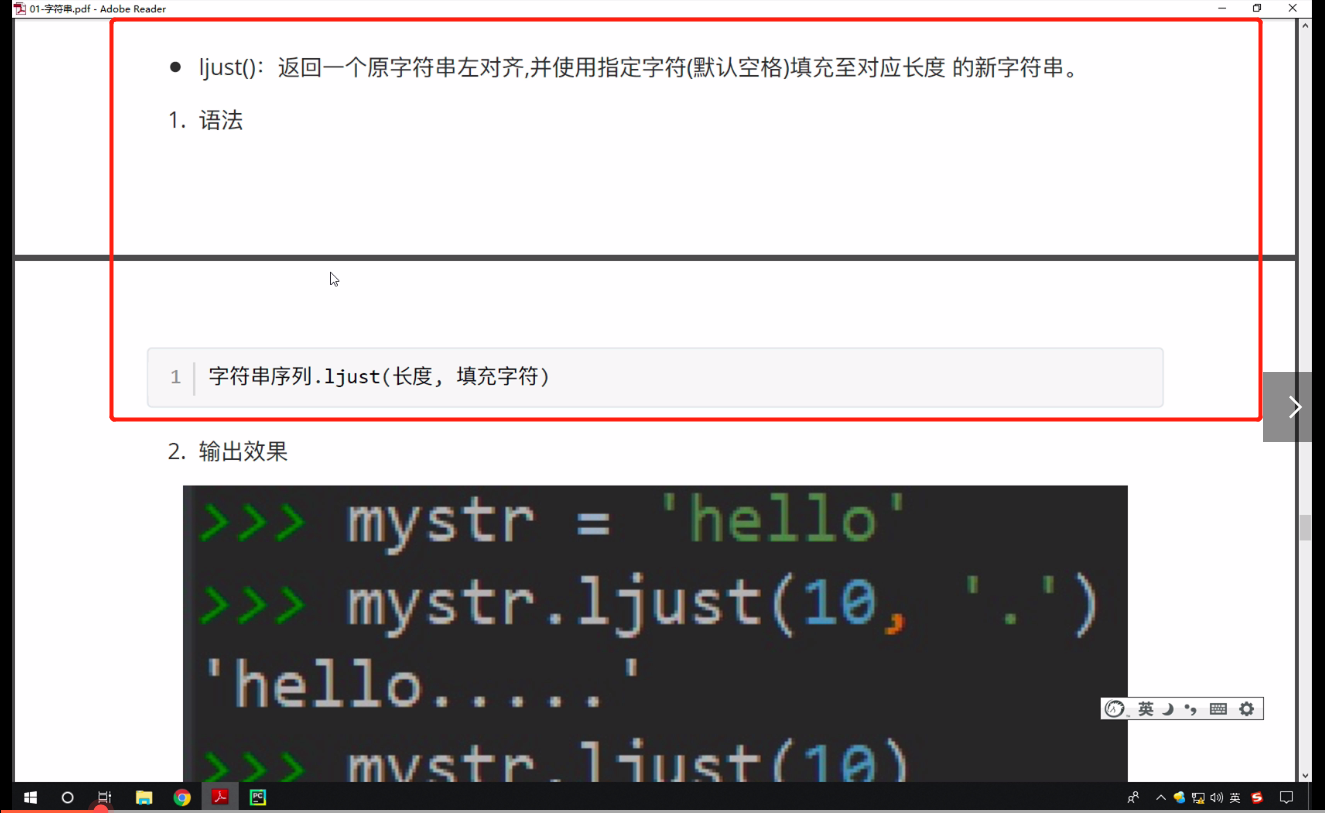 01-字符串.pdf - Adobe Reader
• ljust()：返回一个原字符串左对齐,并使用指定字符(默认空格)填充至对应长度 的新字符串。
1. 语法
1 字符串序列.ljust(长度, 填充字符)
2. 输出效果
>>> mystr = 'hello'
>>> mystr.ljust(10, '.')
'hello.....'
>>> mystr.ljust(10)
英
英